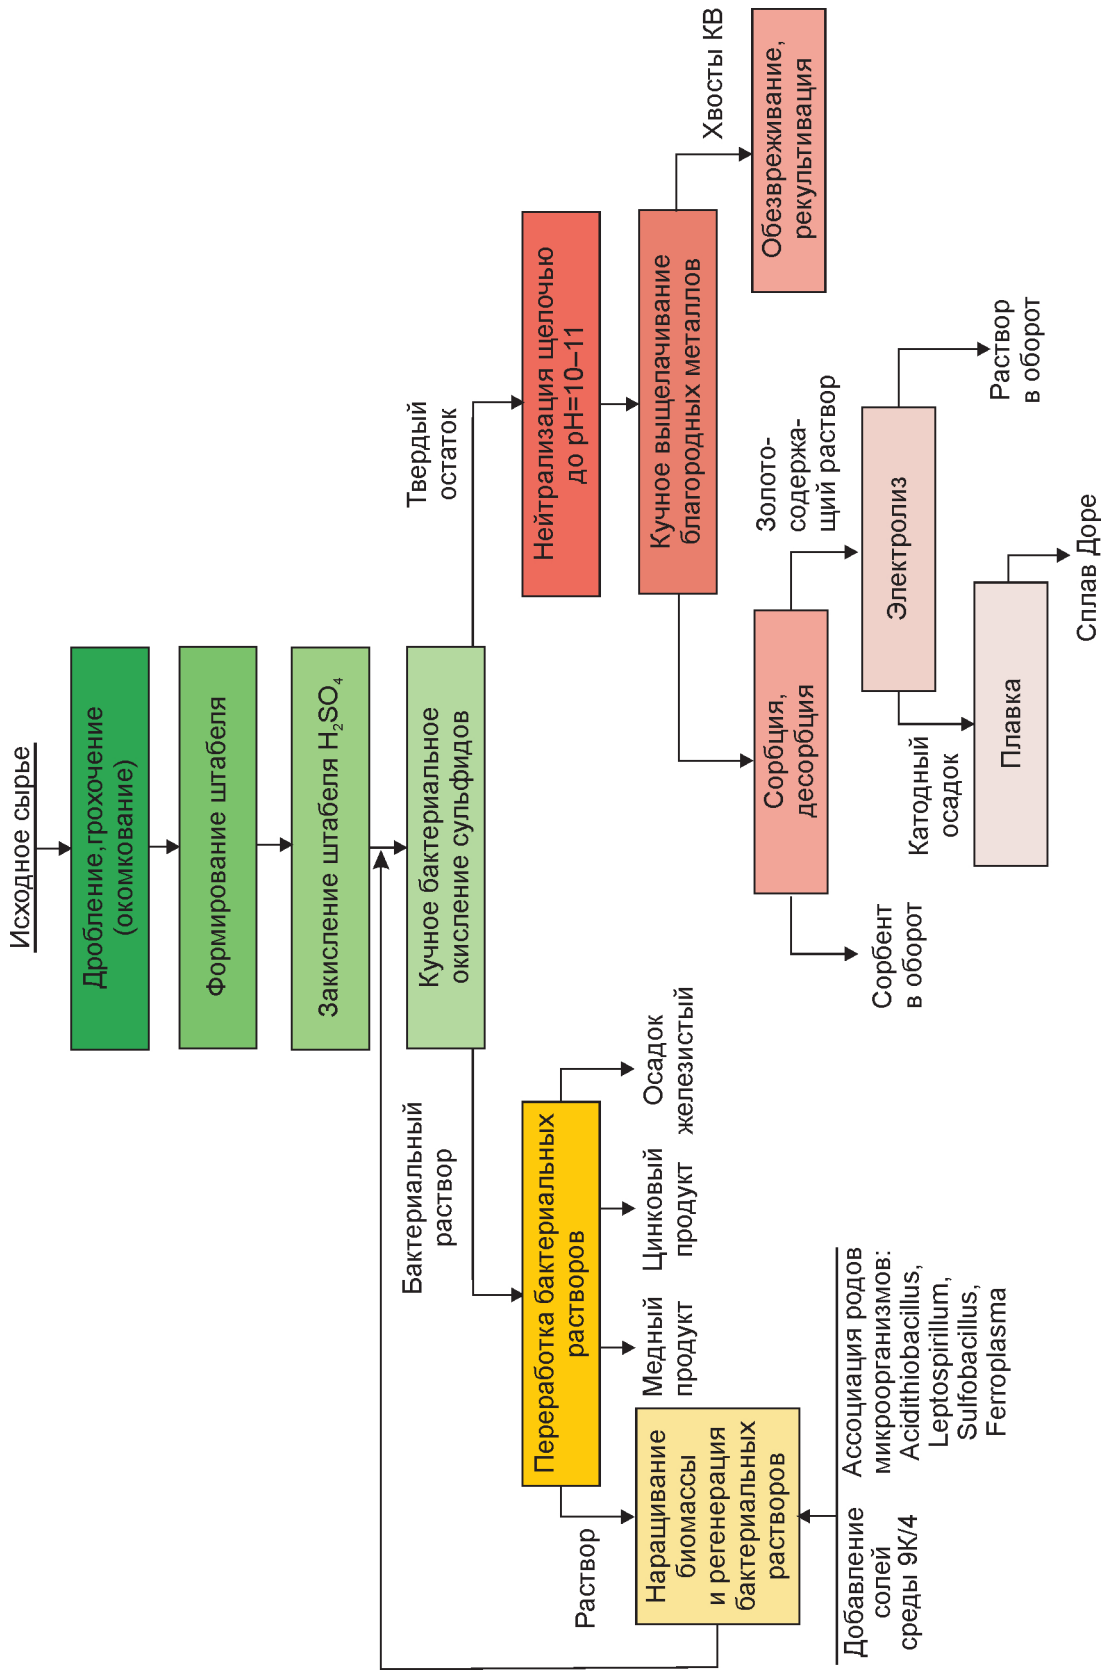 Исходное сырье
Дробление,грохочение
(окомкование)
Формирование штабеля
Закисление штабеля H₂SO₄
Кучное бактериальное
окисление сульфидов
Бактериальный
раствор
Твердый
остаток
Переработка бактериальных
растворов
Нейтрализация щелочью
до pH=10–11
Раствор
Медный
продукт
Цинковый
продукт
Осадок
железистый
Кучное выщелачивание
благородных металлов
Наращивание
биомассы
и регенерация
бактериальных
растворов
Хвосты КВ
Сорбция,
десорбция
Обезвреживание,
рекультивация
Золото-
содержа-
щий раствор
Добавление
солей
среды 9К/4
Ассоциация родов
микроорганизмов:
Acidithiobacillus,
Leptospirillum,
Sulfobacillus,
Ferroplasma
Сорбент
в оборот
Электролиз
Катодный
осадок
Раствор
в оборот
Плавка
Сплав Доре